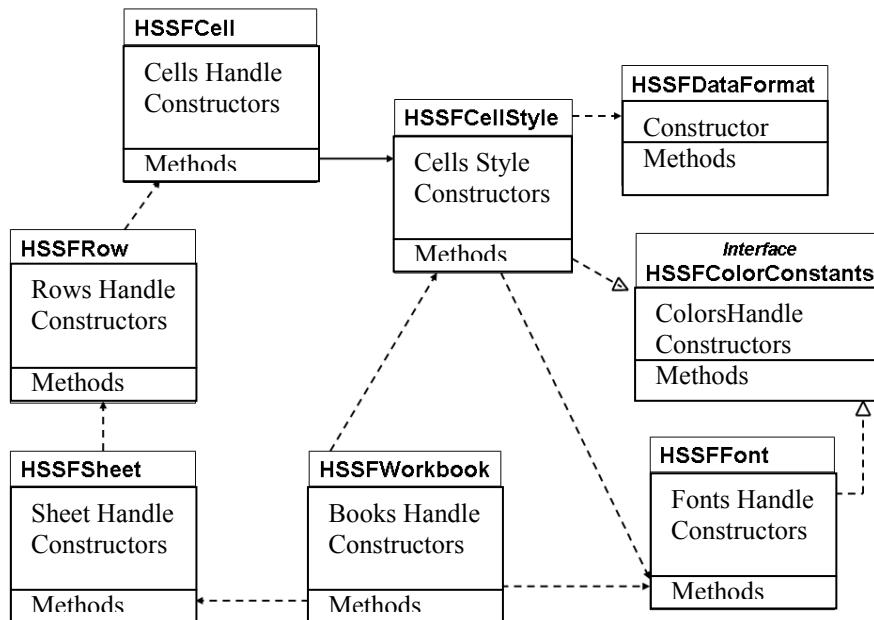 HSSFCell
Cells Handle
Constructors
Methods
HSSFCellStyle
Cells Style
Constructors
Methods
HSSFDataFormat
Constructor
Methods
HSSFRow
Rows Handle
Constructors
Methods
Interface
HSSFColorConstants
ColorsHandle
Constructors
Methods
HSSFSheet
Sheet Handle
Constructors
Methods
HSSFWorkbook
Books Handle
Constructors
Methods
HSSFFont
Fonts Handle
Constructors
Methods